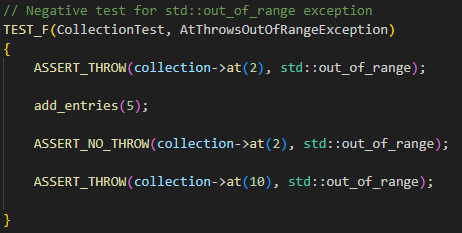 // Negative test for std::out_of_range exception
TEST_F(CollectionTest, AtThrowsOutOfRangeException)
{
    ASSERT_THROW(collection->at(2), std::out_of_range);
    add_entries(5);
    ASSERT_NO_THROW(collection->at(2), std::out_of_range);
    ASSERT_THROW(collection->at(10), std::out_of_range);
}